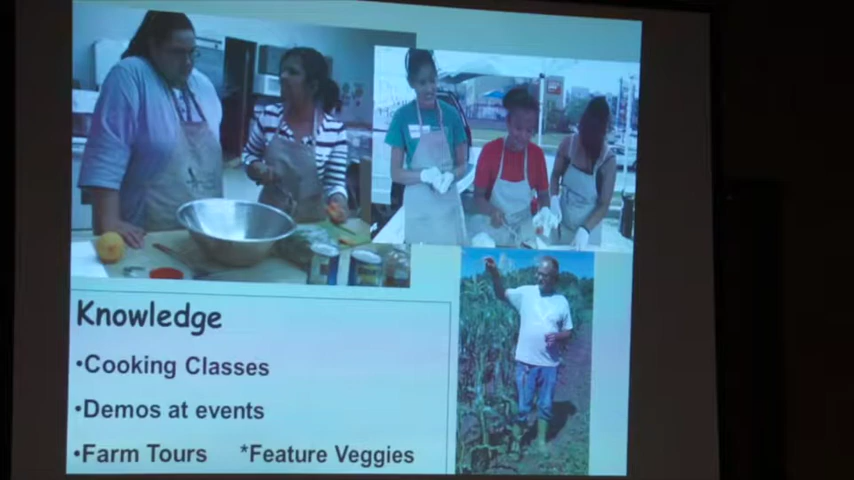 Knowledge
•Cooking Classes
•Demos at events
•Farm Tours *Feature Veggies